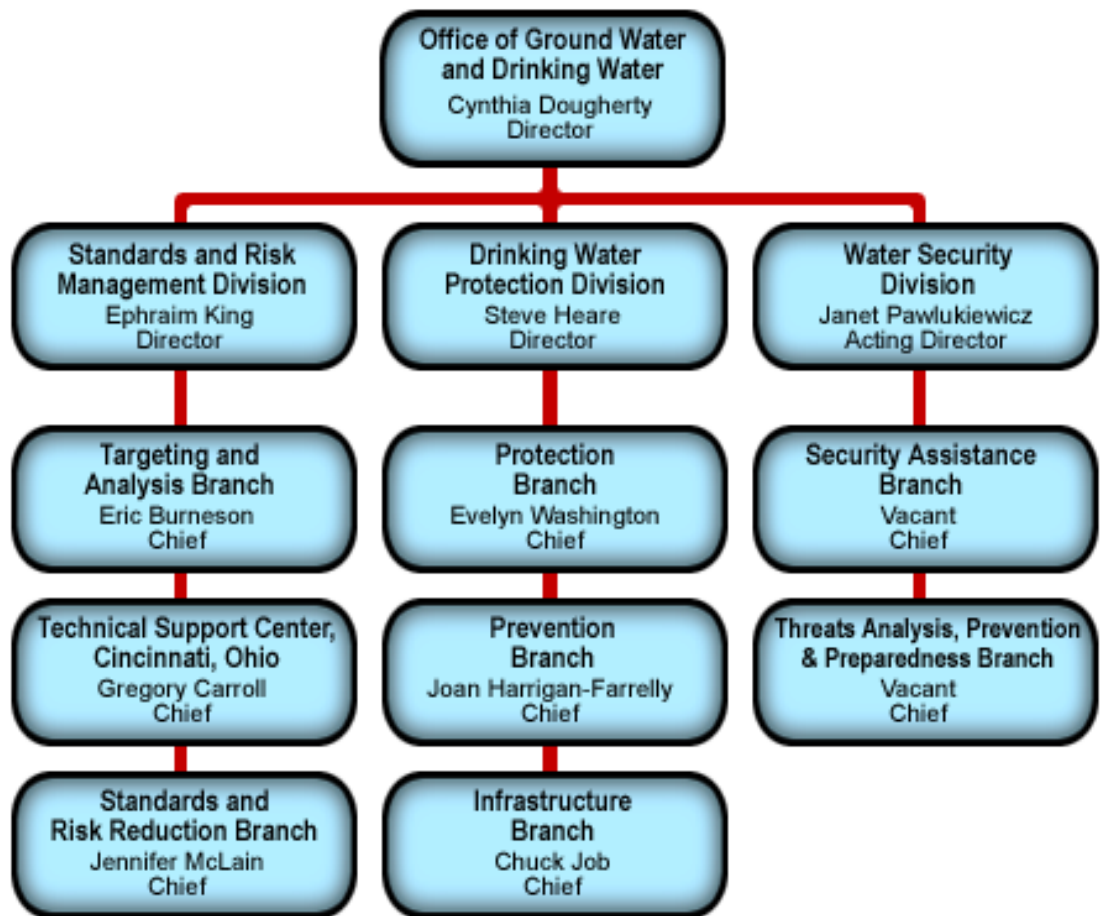 Office of Ground Water
and Drinking Water
Cynthia Dougherty
Director
Standards and Risk
Management Division
Ephraim King
Director
Drinking Water
Protection Division
Steve Heare
Director
Water Security
Division
Janet Pawlukiewicz
Acting Director
Targeting and
Analysis Branch
Eric Burneson
Chief
Protection
Branch
Evelyn Washington
Chief
Security Assistance
Branch
Vacant
Chief
Technical Support Center,
Cincinnati, Ohio
Gregory Carroll
Chief
Prevention
Branch
Joan Harrigan-Farrelly
Chief
Threats Analysis, Prevention
& Preparedness Branch
Vacant
Chief
Standards and
Risk Reduction Branch
Jennifer McLain
Chief
Infrastructure
Branch
Chuck Job
Chief